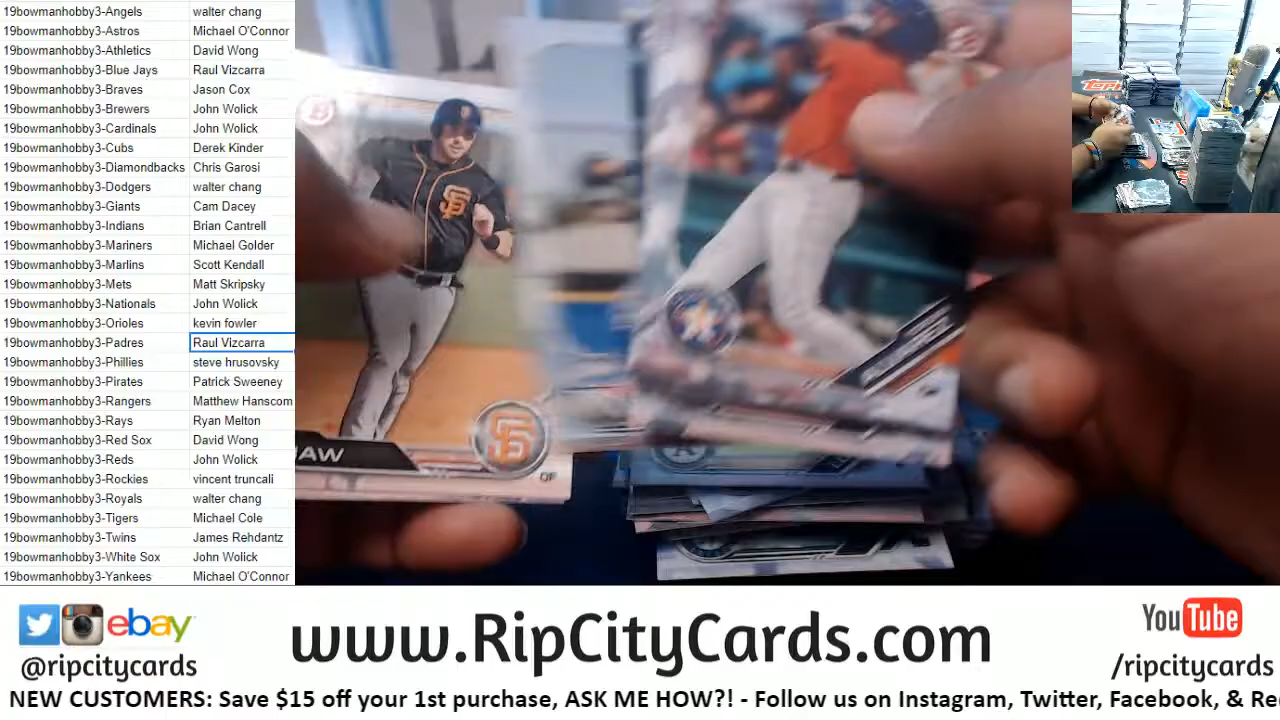 19bowmanhobby3-Angels walter chang
19bowmanhobby3-Astros Michael O'Connor
19bowmanhobby3-Athletics David Wong
19bowmanhobby3-Blue Jays Raul Vizcarra
19bowmanhobby3-Braves Jason Cox
19bowmanhobby3-Brewers John Wolick
19bowmanhobby3-Cardinals John Wolick
19bowmanhobby3-Cubs Derek Kinder
19bowmanhobby3-Diamondbacks Chris Garosi
19bowmanhobby3-Dodgers walter chang
19bowmanhobby3-Giants Cam Dacey
19bowmanhobby3-Indians Brian Cantrell
19bowmanhobby3-Mariners Michael Golder
19bowmanhobby3-Marlins Scott Kendall
19bowmanhobby3-Mets Matt Skripsky
19bowmanhobby3-Nationals John Wolick
19bowmanhobby3-Orioles kevin fowler
19bowmanhobby3-Padres Raul Vizcarra
19bowmanhobby3-Phillies steve hrusovsky
19bowmanhobby3-Pirates Patrick Sweeney
19bowmanhobby3-Rangers Matthew Hanscom
19bowmanhobby3-Rays Ryan Melton
19bowmanhobby3-Red Sox David Wong
19bowmanhobby3-Reds John Wolick
19bowmanhobby3-Rockies vincent truncali
19bowmanhobby3-Royals walter chang
19bowmanhobby3-Tigers Michael Cole
19bowmanhobby3-Twins James Rehdantz
19bowmanhobby3-White Sox John Wolick
19bowmanhobby3-Yankees Michael O'Connor
SF
AW
SF
OF
topps
ebay
@ripcitycards
www.RipCityCards.com
YouTube
/ripcitycards
NEW CUSTOMERS: Save $15 off your 1st purchase, ASK ME HOW?! - Follow us on Instagram, Twitter, Facebook, & Re